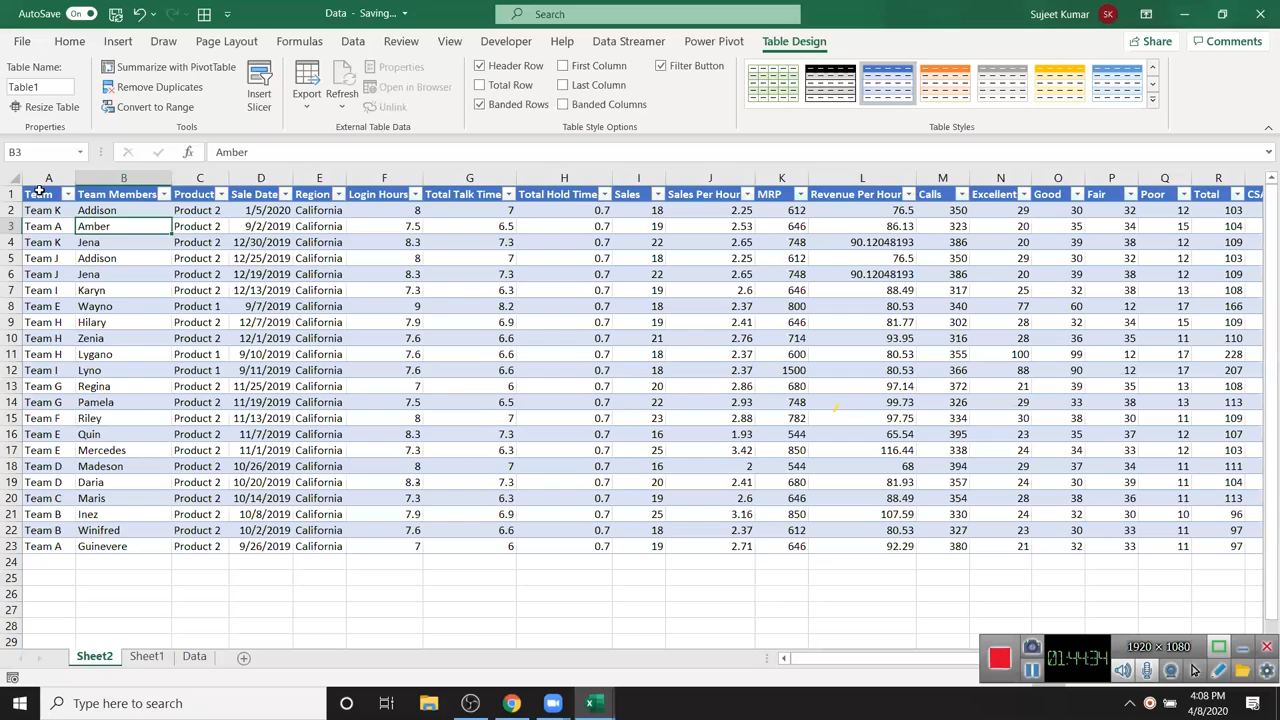 AutoSave On Data - Saving... Search Sujeet Kumar SK
File Home Insert Draw Page Layout Formulas Data Review View Developer Help Data Streamer Power Pivot Table Design Share Comments
Table Name: Summarize with PivotTable Properties Header Row First Column Filter Button
Table1 Remove Duplicates Insert Slicer Export Refresh Open in Browser Total Row Last Column
Resize Table Convert to Range Unlink Banded Rows Banded Columns
Properties Tools External Table Data Table Style Options Table Styles
B3 fx Amber
A B C D E F G H I J K L M N O P Q R
1 Team Team Members Product Sale Date Region Login Hours Total Talk Time Total Hold Time Sales Sales Per Hour MRP Revenue Per Hour Calls Excellent Good Fair Poor Total CSA
2 Team K Addison Product 2 1/5/2020 California 8 7 0.7 18 2.25 612 76.5 350 29 30 32 12 103
3 Team A Amber Product 2 9/2/2019 California 7.5 6.5 0.7 19 2.53 646 86.13 323 20 35 34 15 104
4 Team K Jena Product 2 12/30/2019 California 8.3 7.3 0.7 22 2.65 748 90.12048193 386 20 39 38 12 109
5 Team J Addison Product 2 12/25/2019 California 8 7 0.7 18 2.25 612 76.5 350 29 30 32 12 103
6 Team J Jena Product 2 12/19/2019 California 8.3 7.3 0.7 22 2.65 748 90.12048193 386 20 39 38 12 109
7 Team I Karyn Product 2 12/13/2019 California 7.3 6.3 0.7 19 2.6 646 88.49 317 25 32 38 13 108
8 Team E Wayno Product 1 9/7/2019 California 9 8.2 0.7 18 2.37 800 80.53 340 77 60 12 17 166
9 Team H Hilary Product 2 12/7/2019 California 7.9 6.9 0.7 19 2.41 646 81.77 302 28 32 34 15 109
10 Team H Zenia Product 2 12/1/2019 California 7.6 6.6 0.7 21 2.76 714 93.95 316 28 36 35 11 110
11 Team H Lygano Product 1 9/10/2019 California 7.6 6.6 0.7 18 2.37 600 80.53 355 100 99 12 17 228
12 Team I Lyno Product 1 9/11/2019 California 7.6 6.6 0.7 18 2.37 1500 80.53 366 88 90 12 17 207
13 Team G Regina Product 2 11/25/2019 California 7 6 0.7 20 2.86 680 97.14 372 21 39 35 13 108
14 Team G Pamela Product 2 11/19/2019 California 7.5 6.5 0.7 22 2.93 748 99.73 326 29 33 38 13 113
15 Team F Riley Product 2 11/13/2019 California 8 7 0.7 23 2.88 782 97.75 334 30 38 30 11 109
16 Team E Quin Product 2 11/7/2019 California 8.3 7.3 0.7 16 1.93 544 65.54 395 23 35 37 12 107
17 Team E Mercedes Product 2 11/1/2019 California 7.3 6.3 0.7 25 3.42 850 116.44 338 24 34 33 12 103
18 Team D Madeson Product 2 10/26/2019 California 8 7 0.7 16 2 544 68 394 29 37 34 11 111
19 Team D Daria Product 2 10/20/2019 California 8.3 7.3 0.7 20 2.41 680 81.93 357 24 30 39 11 104
20 Team C Maris Product 2 10/14/2019 California 7.3 6.3 0.7 19 2.6 646 88.49 354 28 38 36 11 113
21 Team B Inez Product 2 10/8/2019 California 7.9 6.9 0.7 25 3.16 850 107.59 330 24 32 30 10 96
22 Team B Winifred Product 2 10/2/2019 California 7.6 6.6 0.7 18 2.37 612 80.53 327 23 30 33 11 97
23 Team A Guinevere Product 2 9/26/2019 California 7 6 0.7 19 2.71 646 92.29 380 21 32 33 11 97
24
25
26
27
28
29
Sheet2 Sheet1 Data
01:44:34 1920 × 1080
Type here to search
4:08 PM
4/8/2020